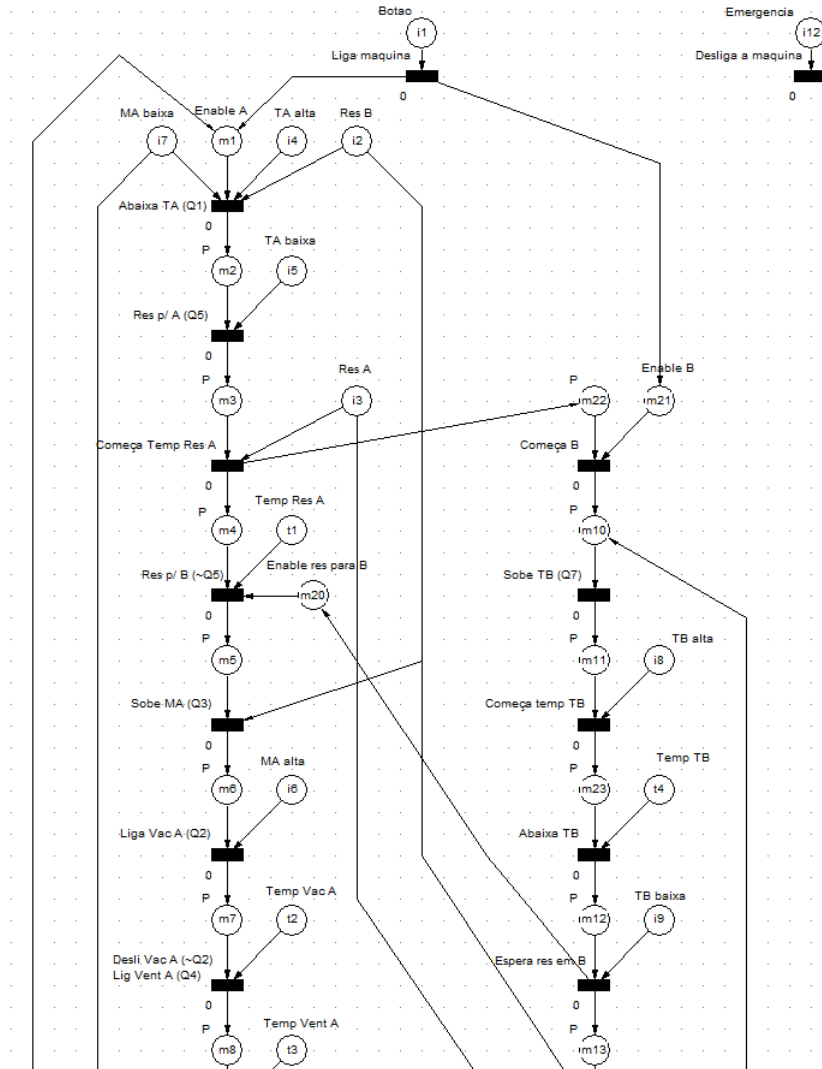 Botao
i1
Emergencia
i12
Liga maquina
0
Desliga a maquina
0
MA baixa
i7
Enable A
m1
TA alta
i4
Res B
i2
Abaixa TA (Q1)
0
P
m2
TA baixa
i5
Res p/ A (Q5)
0
P
m3
Res A
i3
P
m22
Enable B
m21
Começa Temp Res A
0
Começa B
0
P
m4
Temp Res A
t1
P
m10
Res p/ B (~Q5)
0
Enable res para B
m20
Sobe TB (Q7)
0
P
m5
P
m11
TB alta
i8
Sobe MA (Q3)
0
Começa temp TB
0
P
m6
MA alta
i6
P
m23
Temp TB
t4
Liga Vac A (Q2)
0
Abaixa TB
0
P
m7
Temp Vac A
t2
P
m12
TB baixa
i9
Desli Vac A (~Q2)
Lig Vent A (Q4)
0
Espera res em B
0
P
m8
Temp Vent A
t3
P
m13